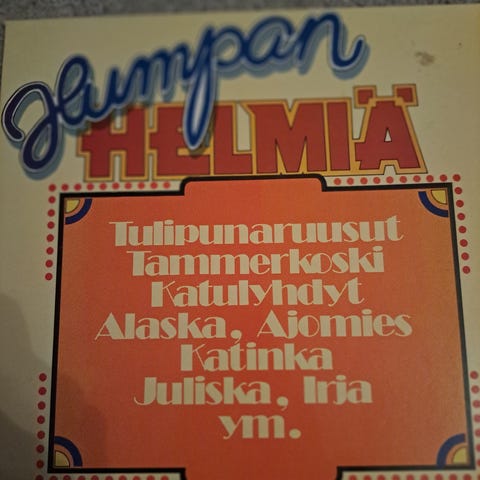 Humpan
HELMIÄ
Tulipunaruusut
Tammerkoski
Katulyhdyt
Alaska, Ajomies
Katinka
Juliska, Irja
ym.